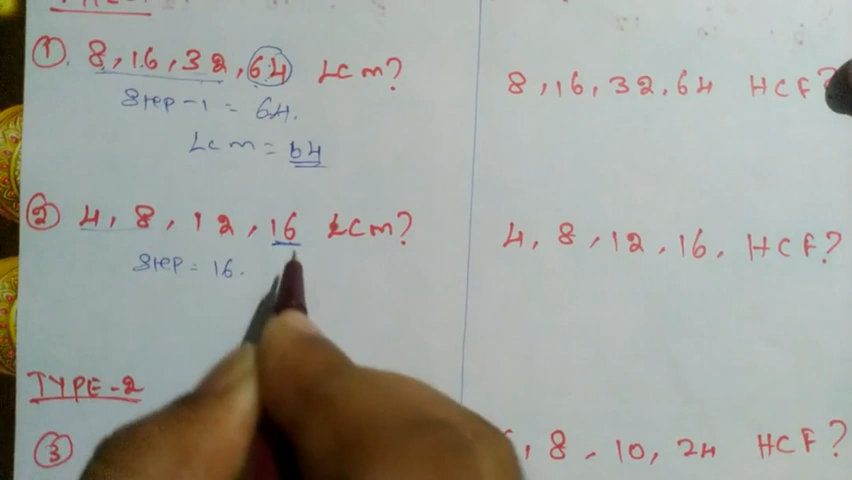 ① 8, 16, 32, 64 Lcm?
Step-1 = 64.
Lcm = 64
② 4, 8, 12, 16 LCm?
Step = 16.
TYPE-2
③
8, 16, 32, 64 HCF?
4, 8, 12, 16, HCF?
, 8, 10, 24 HCF?